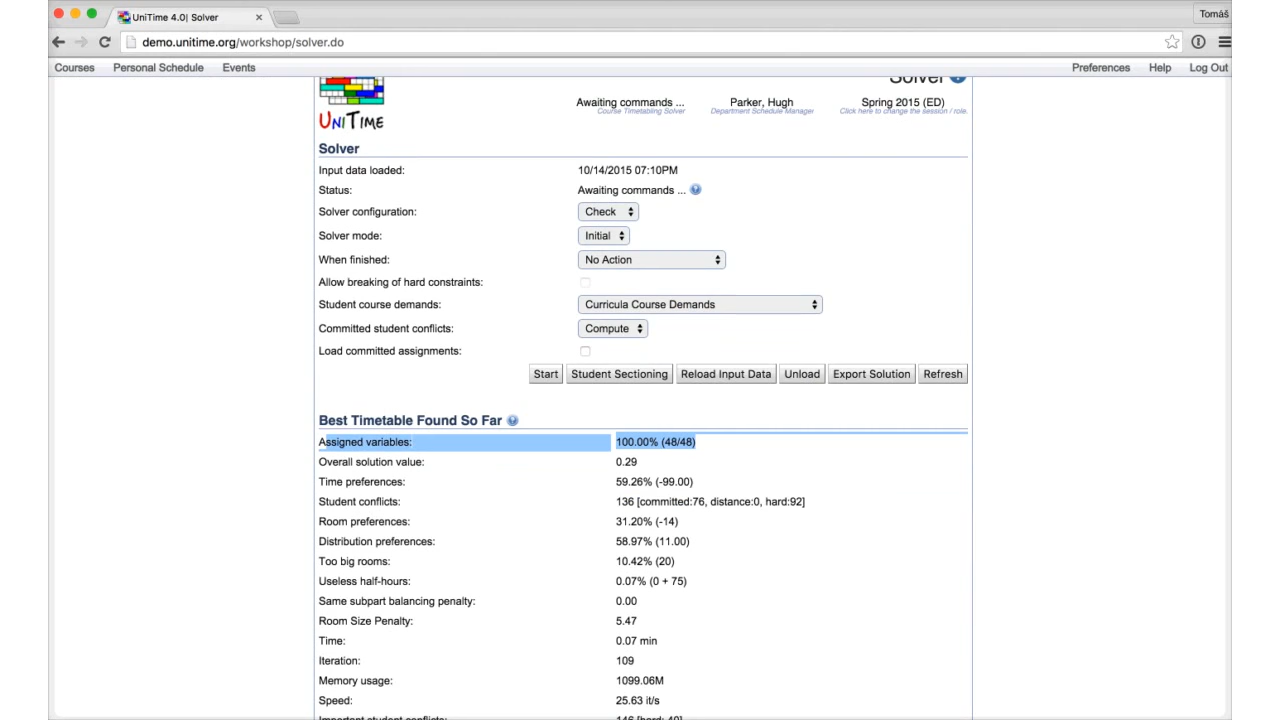 UniTime 4.0| Solver
Tomáš
demo.unitime.org/workshop/solver.do
Courses Personal Schedule Events Preferences Help Log Out
Solver
UNITIME
Awaiting commands ... Parker, Hugh Spring 2015 (ED)
Course Timetabling Solver Department Schedule Manager Click here to change the session / role.
Solver
Input data loaded: 10/14/2015 07:10PM
Status: Awaiting commands ...
Solver configuration: Check
Solver mode: Initial
When finished: No Action
Allow breaking of hard constraints:
Student course demands: Curricula Course Demands
Committed student conflicts: Compute
Load committed assignments:
Start Student Sectioning Reload Input Data Unload Export Solution Refresh
Best Timetable Found So Far
Assigned variables: 100.00% (48/48)
Overall solution value: 0.29
Time preferences: 59.26% (-99.00)
Student conflicts: 136 [committed:76, distance:0, hard:92]
Room preferences: 31.20% (-14)
Distribution preferences: 58.97% (11.00)
Too big rooms: 10.42% (20)
Useless half-hours: 0.07% (0 + 75)
Same subpart balancing penalty: 0.00
Room Size Penalty: 5.47
Time: 0.07 min
Iteration: 109
Memory usage: 1099.06M
Speed: 25.63 it/s
Important student conflicts: 146 [hard: 40]